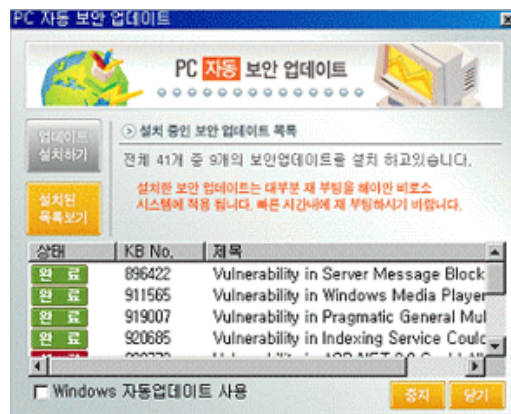 PC 자동 보안 업데이트
PC 자동 보안 업데이트
업데이트
설치하기
설치 중인 보안 업데이트 목록
전체 41개 중 9개의 보안업데이트를 설치 하고있습니다.
설치된
목록보기
설치한 보안 업데이트는 대부분 재 부팅을 해야만 비로소
시스템에 적용 됩니다. 빠른 시간내에 재 부팅하시기 바랍니다.
상태 KB No. 제목
완 료 896422 Vulnerability in Server Message Block
완 료 911565 Vulnerability in Windows Media Player
완 료 919007 Vulnerability in Pragmatic General Mul
완 료 920685 Vulnerability in Indexing Service Could
Windows 자동업데이트 사용
중지 닫기